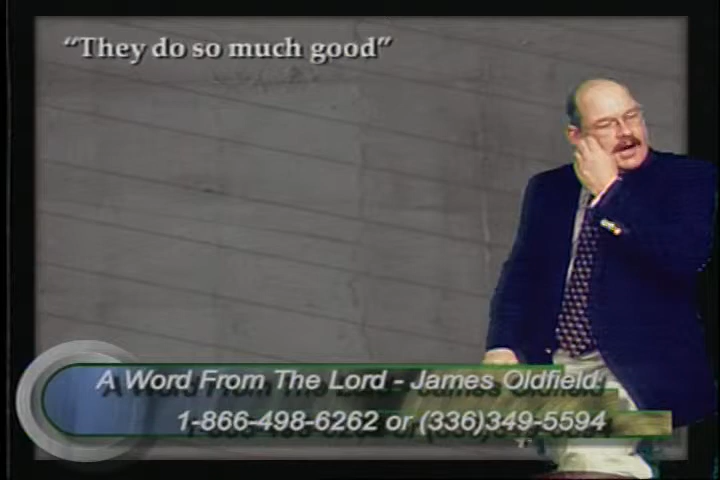 “They do so much good”
A Word From The Lord - James Oldfield
1-866-498-6262 or (336)349-5594